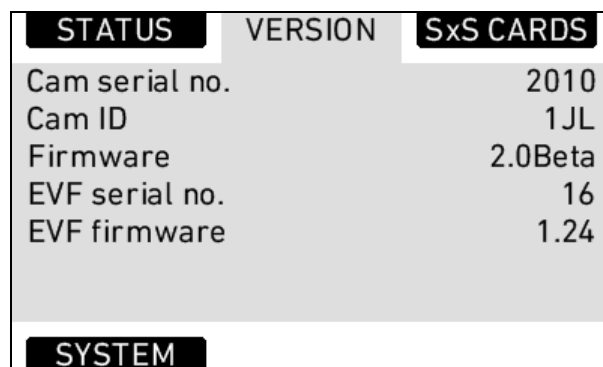 STATUS VERSION SxS CARDS
Cam serial no. 2010
Cam ID 1JL
Firmware 2.0Beta
EVF serial no. 16
EVF firmware 1.24
SYSTEM